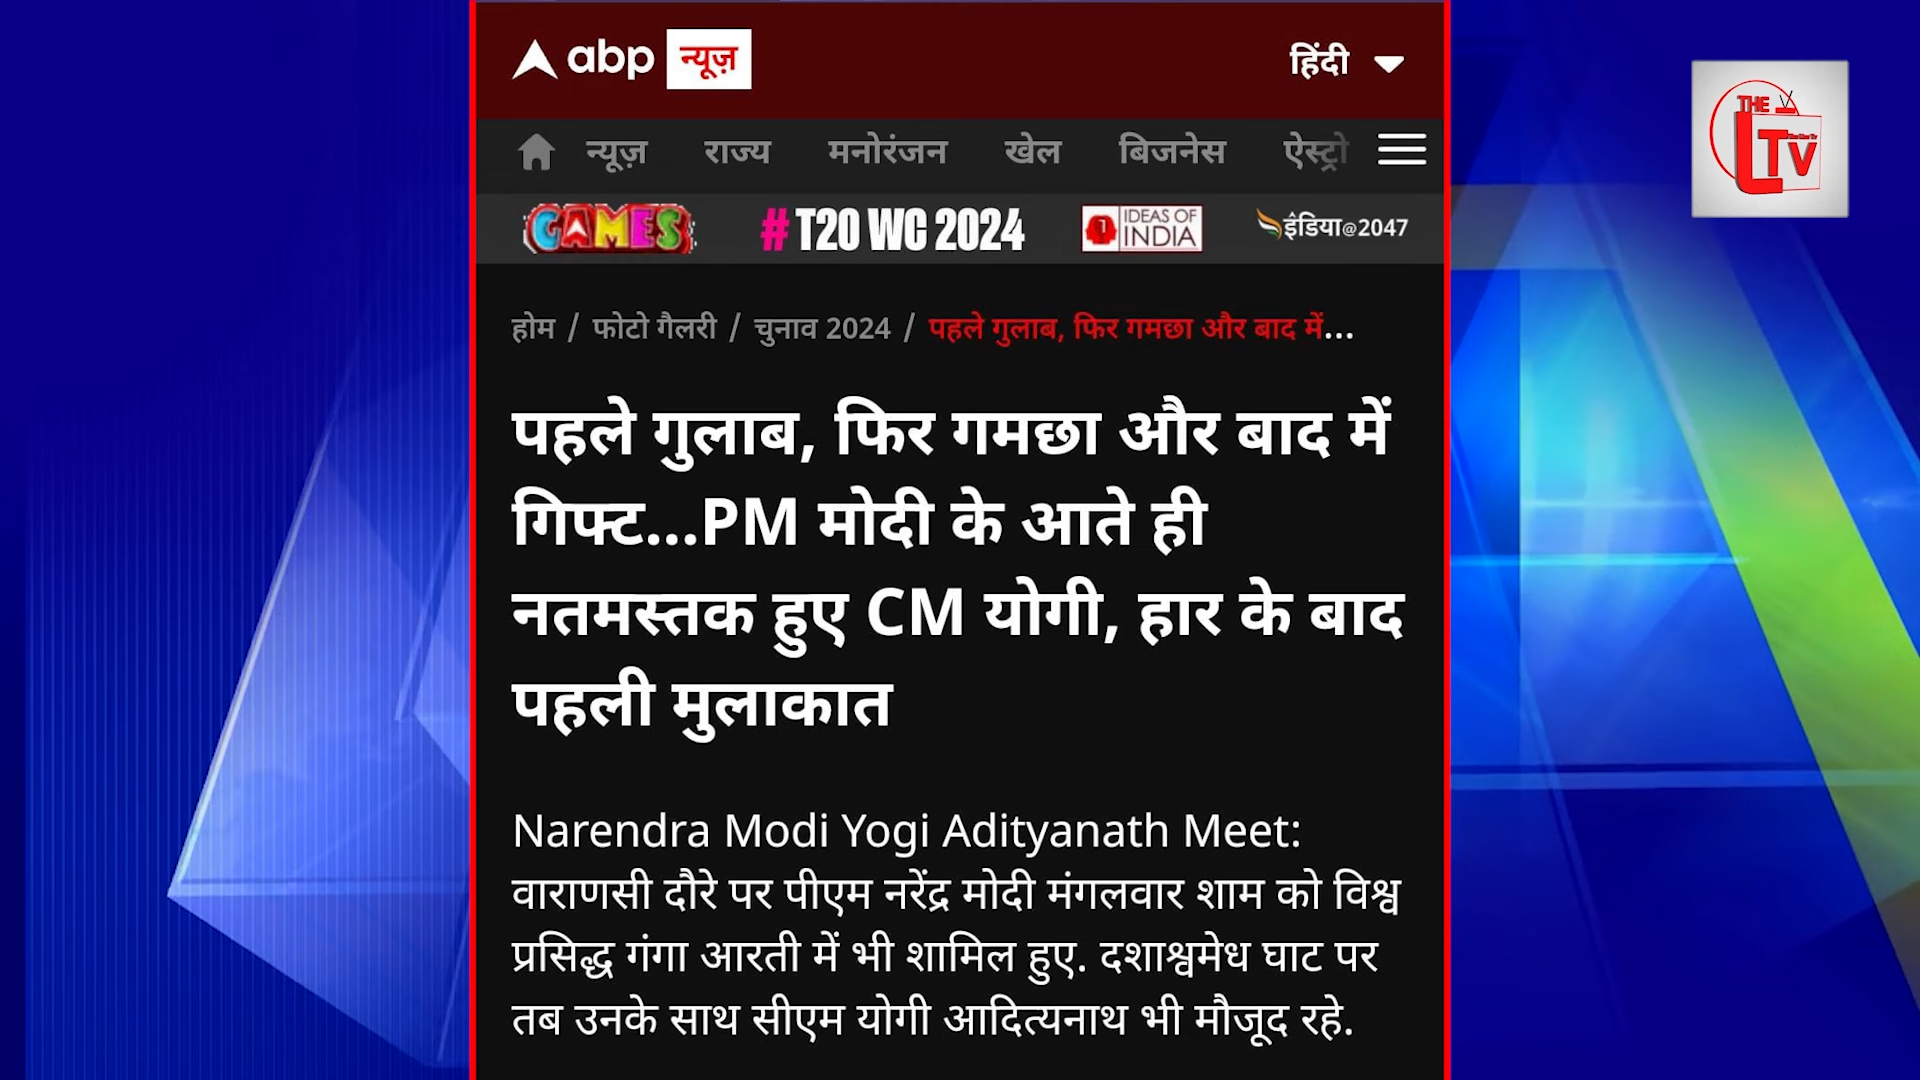 abp न्यूज़
हिंदी
THE
LTV
न्यूज़ राज्य मनोरंजन खेल बिजनेस ऐस्ट्रो
GAMES #T20 WC 2024 IDEAS OF INDIA इंडिया@2047
होम / फोटो गैलरी / चुनाव 2024 / पहले गुलाब, फिर गमछा और बाद में...
पहले गुलाब, फिर गमछा और बाद में
गिफ्ट...PM मोदी के आते ही
नतमस्तक हुए CM योगी, हार के बाद
पहली मुलाकात
Narendra Modi Yogi Adityanath Meet:
वाराणसी दौरे पर पीएम नरेंद्र मोदी मंगलवार शाम को विश्व
प्रसिद्ध गंगा आरती में भी शामिल हुए. दशाश्वमेध घाट पर
तब उनके साथ सीएम योगी आदित्यनाथ भी मौजूद रहे.